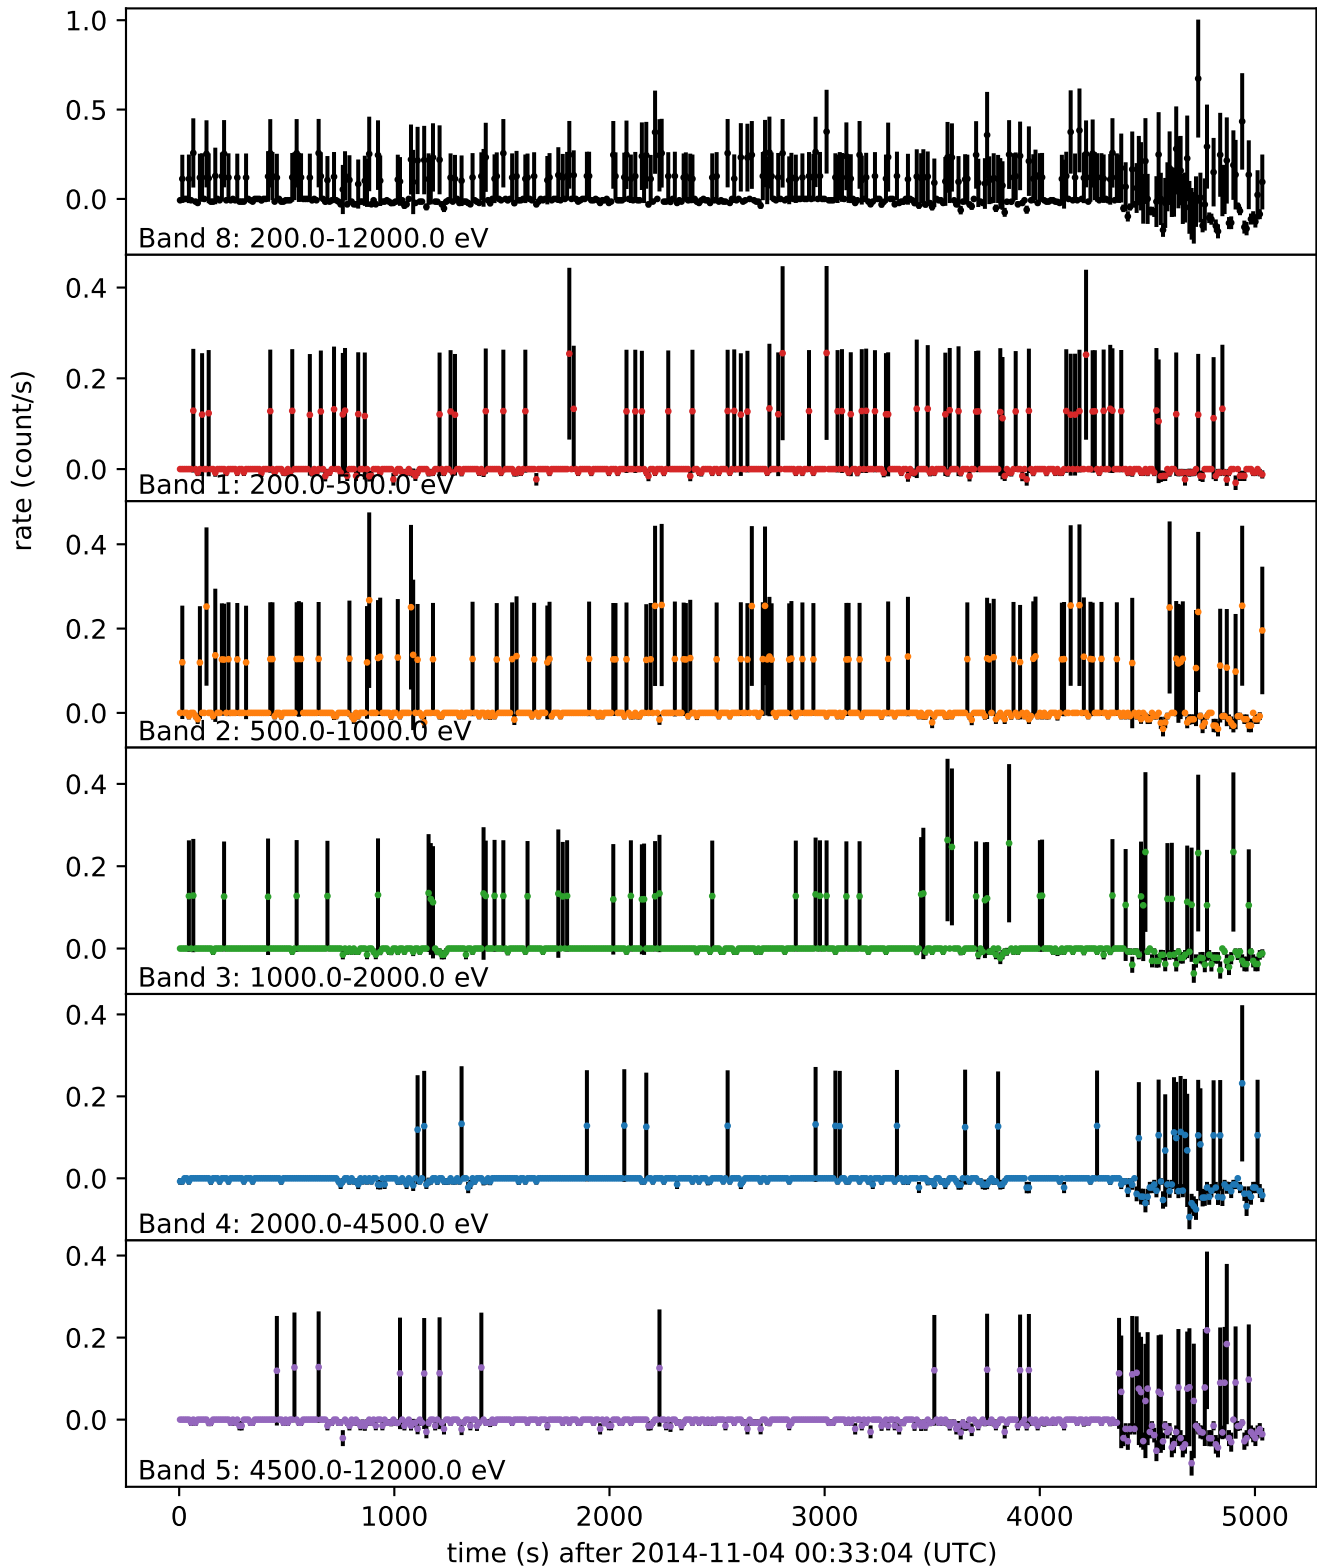 1.0
0.5
0.0
Band 8: 200.0-12000.0 eV
0.4
0.2
0.0
Band 1: 200.0-500.0 eV
rate (count/s)
0.4
0.2
0.0
Band 2: 500.0-1000.0 eV
0.4
0.2
0.0
Band 3: 1000.0-2000.0 eV
0.4
0.2
0.0
Band 4: 2000.0-4500.0 eV
0.4
0.2
0.0
Band 5: 4500.0-12000.0 eV
0 1000 2000 3000 4000 5000
time (s) after 2014-11-04 00:33:04 (UTC)